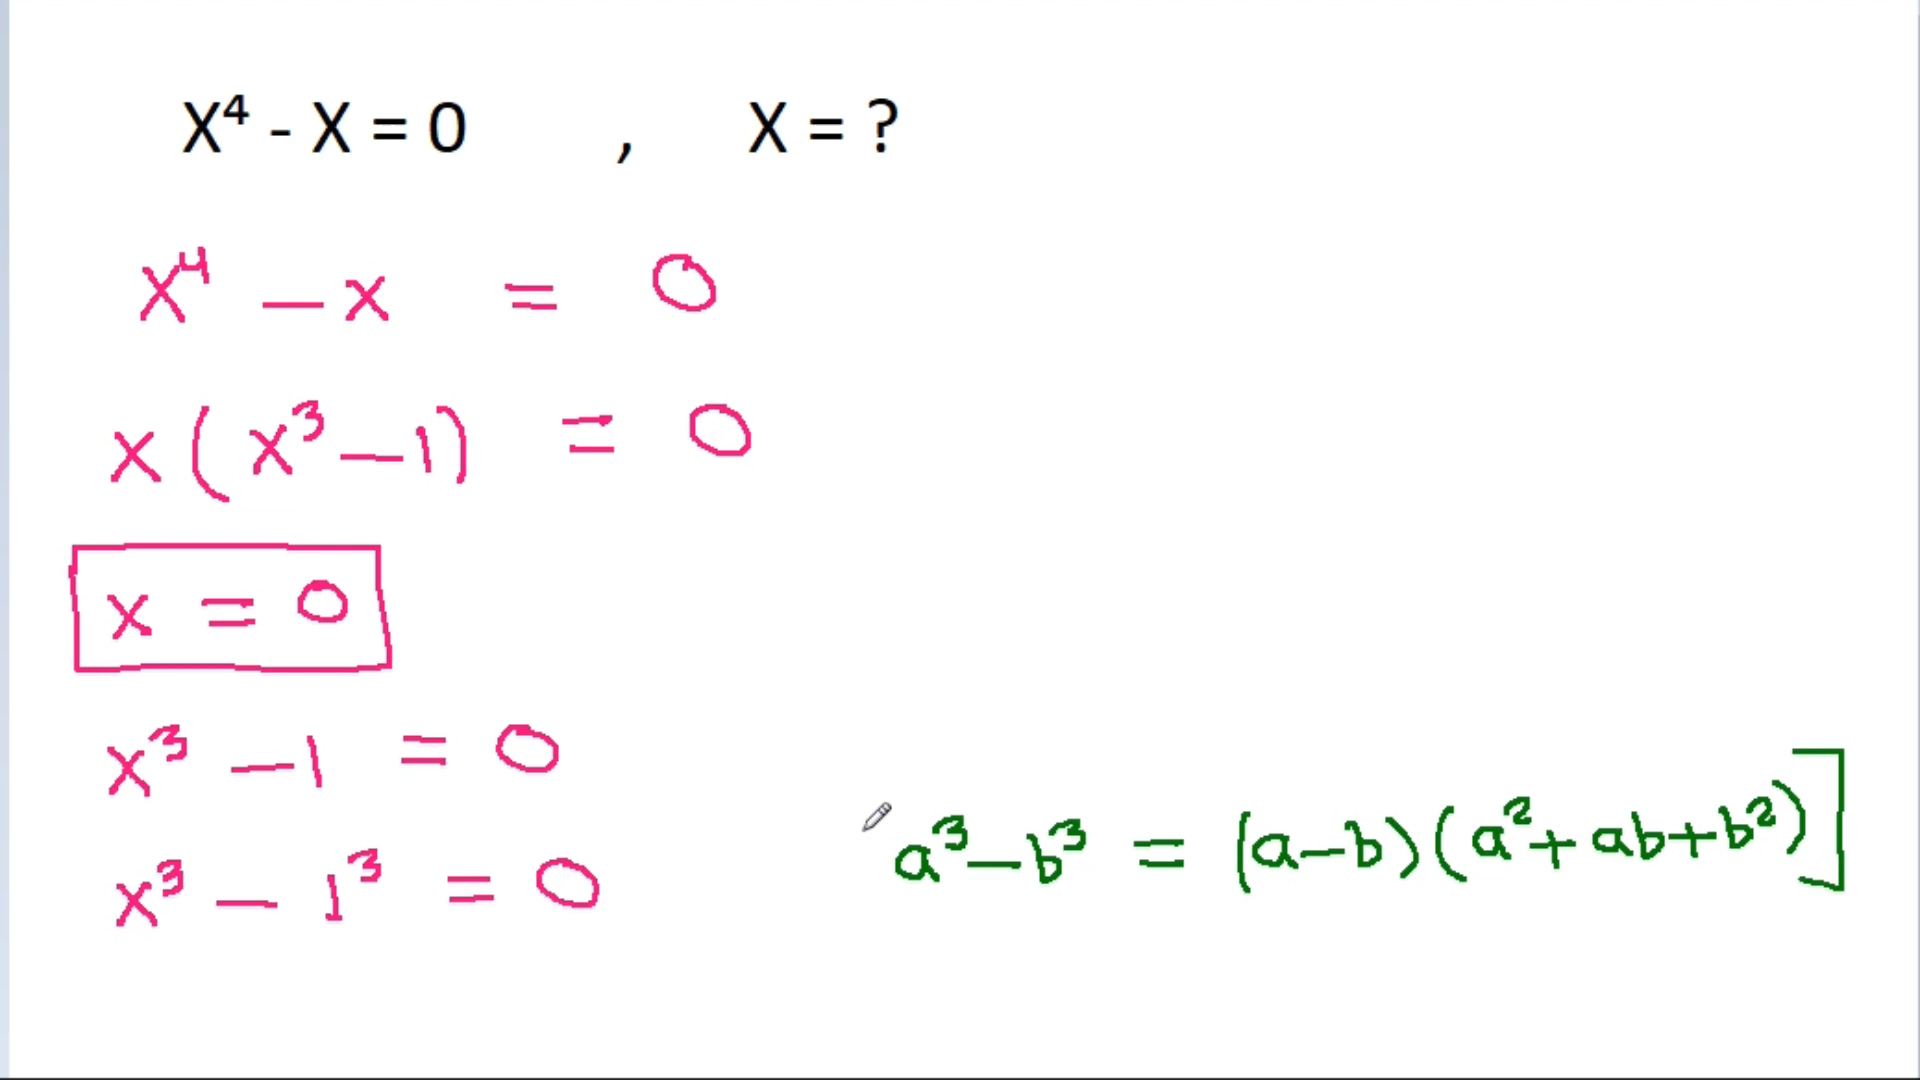 X⁴ - X = 0 , X = ?
x⁴ - x = 0
x(x³ - 1) = 0
x = 0
x³ - 1 = 0
x³ - 1³ = 0
a³ - b³ = (a - b)(a² + ab + b²)]